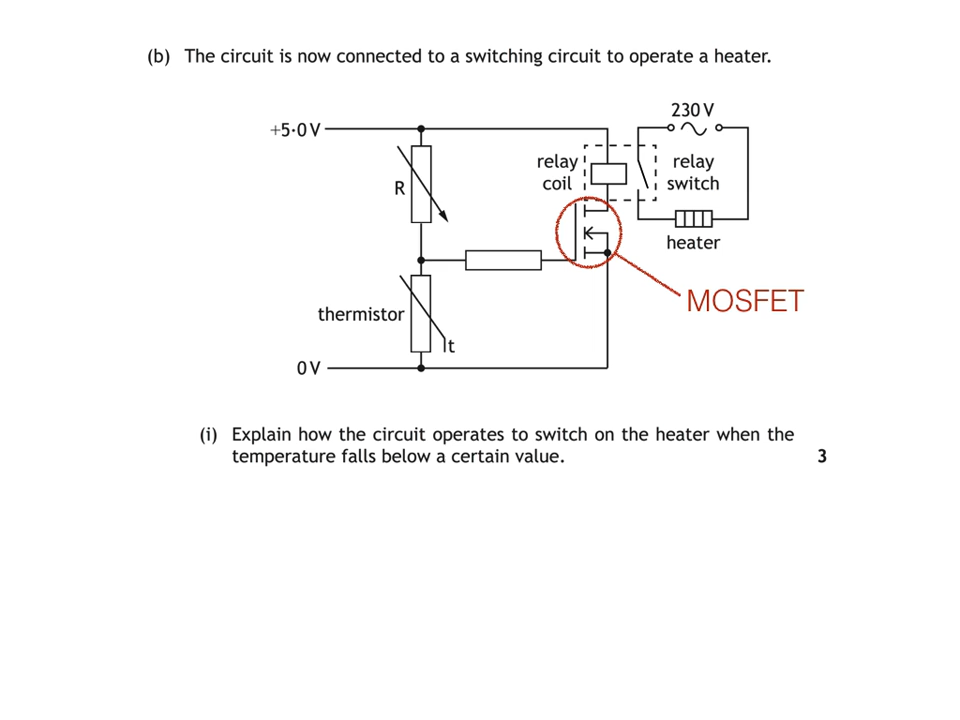 (b) The circuit is now connected to a switching circuit to operate a heater.
230 V
+5·0 V
relay coil
relay switch
R
heater
MOSFET
thermistor
t
0 V
(i) Explain how the circuit operates to switch on the heater when the
temperature falls below a certain value.
3